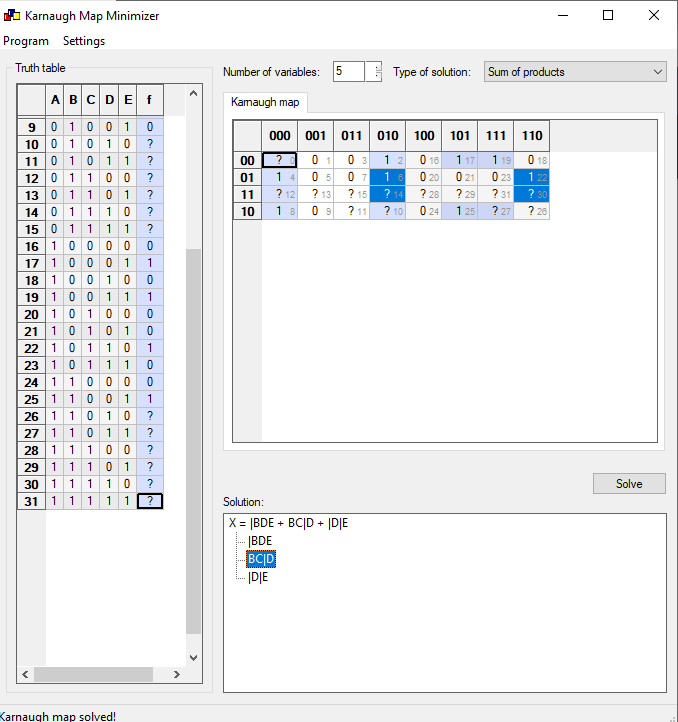 Karnaugh Map Minimizer
Program Settings
Truth table
A B C D E f
9 0 1 0 0 1 0
10 0 1 0 1 0 ?
11 0 1 0 1 1 ?
12 0 1 1 0 0 ?
13 0 1 1 0 1 ?
14 0 1 1 1 0 ?
15 0 1 1 1 1 ?
16 1 0 0 0 0 0
17 1 0 0 0 1 1
18 1 0 0 1 0 0
19 1 0 0 1 1 1
20 1 0 1 0 0 0
21 1 0 1 0 1 0
22 1 0 1 1 0 1
23 1 0 1 1 1 0
24 1 1 0 0 0 0
25 1 1 0 0 1 1
26 1 1 0 1 0 ?
27 1 1 0 1 1 ?
28 1 1 1 0 0 ?
29 1 1 1 0 1 ?
30 1 1 1 1 0 ?
31 1 1 1 1 1 ?
Number of variables: 5 Type of solution: Sum of products
Karnaugh map
000 001 011 010 100 101 111 110
00 ? 0 0 1 0 3 1 2 0 16 1 17 1 19 0 18
01 1 4 0 5 0 7 1 6 0 20 0 21 0 23 1 22
11 ? 12 ? 13 ? 15 ? 14 ? 28 ? 29 ? 31 ? 30
10 1 8 0 9 ? 11 ? 10 0 24 1 25 ? 27 ? 26
Solve
Solution:
X = |BDE + BC|D + |D|E
|BDE
BC|D
|D|E
Karnaugh map solved!